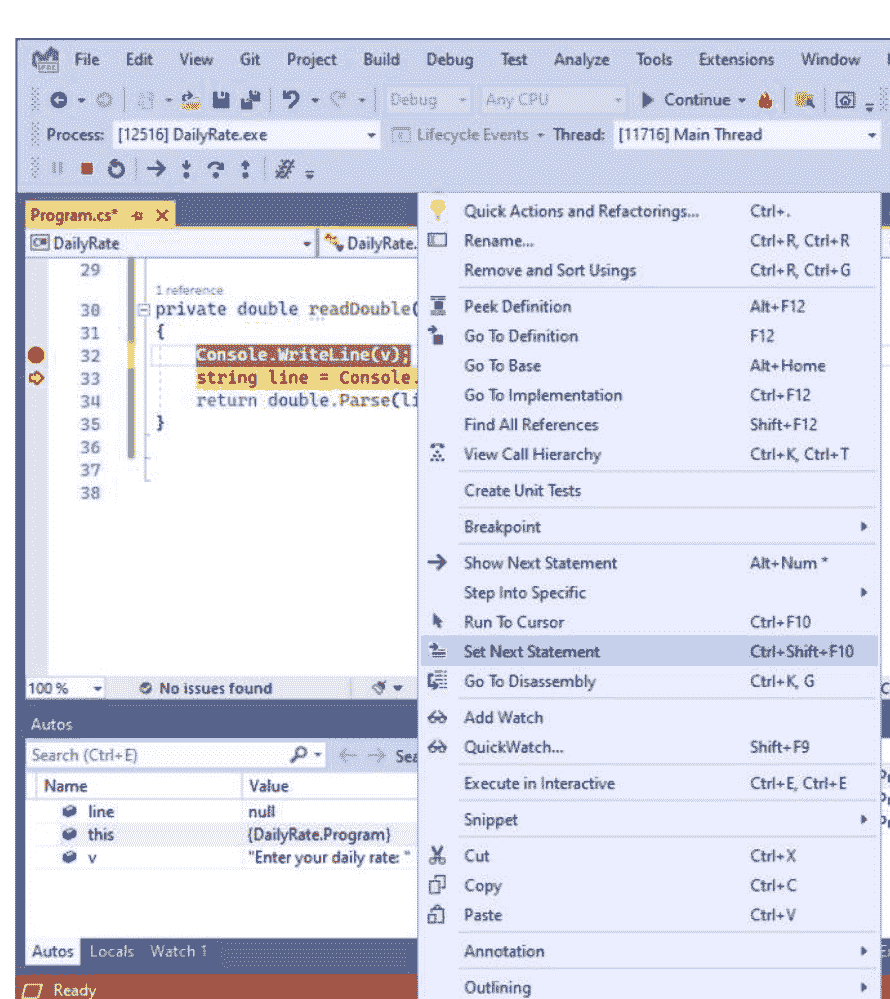 File Edit View Git Project Build Debug Test Analyze Tools Extensions Window
Debug Any CPU Continue
Process: [12516] DailyRate.exe Lifecycle Events Thread: [11716] Main Thread
Program.cs*
DailyRate DailyRate.
29
1 reference
30 private double readDouble(
31 {
32 Console.WriteLine(v);
33 string line = Console.
34 return double.Parse(li
35 }
36
37
38
100 % No issues found
Autos
Search (Ctrl+E) Sea
Name Value
line null
this {DailyRate.Program}
v "Enter your daily rate: "
Autos Locals Watch 1
Ready
Quick Actions and Refactorings... Ctrl+.
Rename... Ctrl+R, Ctrl+R
Remove and Sort Usings Ctrl+R, Ctrl+G
Peek Definition Alt+F12
Go To Definition F12
Go To Base Alt+Home
Go To Implementation Ctrl+F12
Find All References Shift+F12
View Call Hierarchy Ctrl+K, Ctrl+T
Create Unit Tests
Breakpoint
Show Next Statement Alt+Num *
Step Into Specific
Run To Cursor Ctrl+F10
Set Next Statement Ctrl+Shift+F10
Go To Disassembly Ctrl+K, G
Add Watch
QuickWatch... Shift+F9
Execute in Interactive Ctrl+E, Ctrl+E
Snippet
Cut Ctrl+X
Copy Ctrl+C
Paste Ctrl+V
Annotation
Outlining